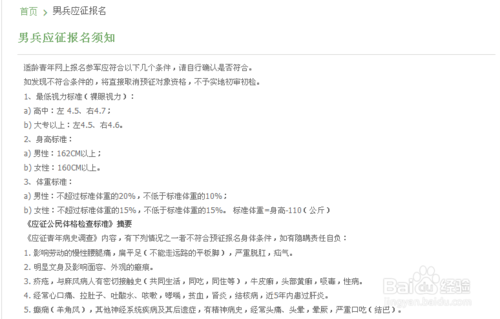 首页 > 男兵应征报名
男兵应征报名须知
适龄青年网上报名参军应符合以下几个条件，请自行确认是否符合。
如发现不符合条件的，将直接取消预征对象资格，不予实地初审初检。
1、最低视力标准（裸眼视力）：
a) 高中：左 4.5、右4.7；
b) 大专以上：左4.5、右4.6。
2、身高标准：
a) 男性：162CM以上；
b) 女性：160CM以上。
3、体重标准：
a) 男性：不超过标准体重的20%，不低于标准体重的10%；
b) 女性：不超过标准体重的15%，不低于标准体重的15%。 标准体重=身高-110（公斤）
《应征公民体格检查标准》摘要
《应征青年病史调查》内容，有下列情况之一者不符合预征报名身体条件，如有隐瞒责任自负：
1. 影响劳动的慢性腰腿痛，扁平足（不能走远路的平板脚），严重脱肛，疝气。
2. 明显文身及影响面容、外观的瘢痕。
3. 疥疮，与麻风病人有密切接触史（共同生活，同吃，同住等），牛皮癣，头部黄癣，吸毒，性病。
4. 经常心口痛、拉肚子、吐酸水、咳嗽，哮喘，贫血，肾炎，结核病，近5年内患过肝炎。
5. 癫痫（羊角风），其他神经系统疾病及其后遗症，有精神病史，经常头痛、头晕，晕厥，严重口吃（结巴）。
Baidu经验
jingyan.baidu.com